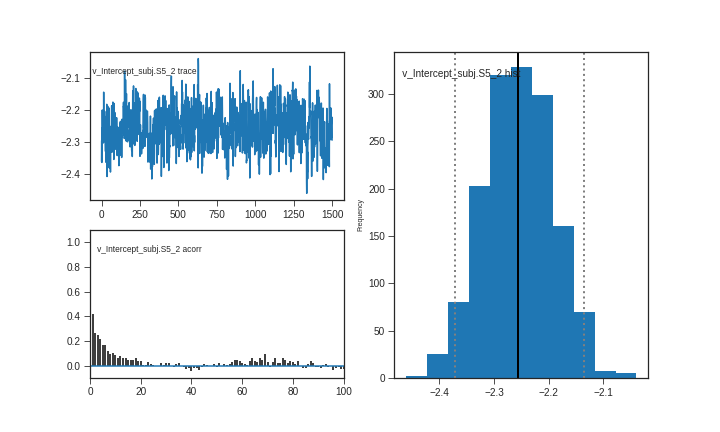 v_Intercept_subj.S5_2 trace
−2.1
−2.2
−2.3
−2.4
0 250 500 750 1000 1250 1500
v_Intercept_subj.S5_2 acorr
1.0
0.8
0.6
0.4
0.2
0.0
0 20 40 60 80 100
v_Intercept_subj.S5_2 hist
Frequency
300
250
200
150
100
50
0
−2.4 −2.3 −2.2 −2.1